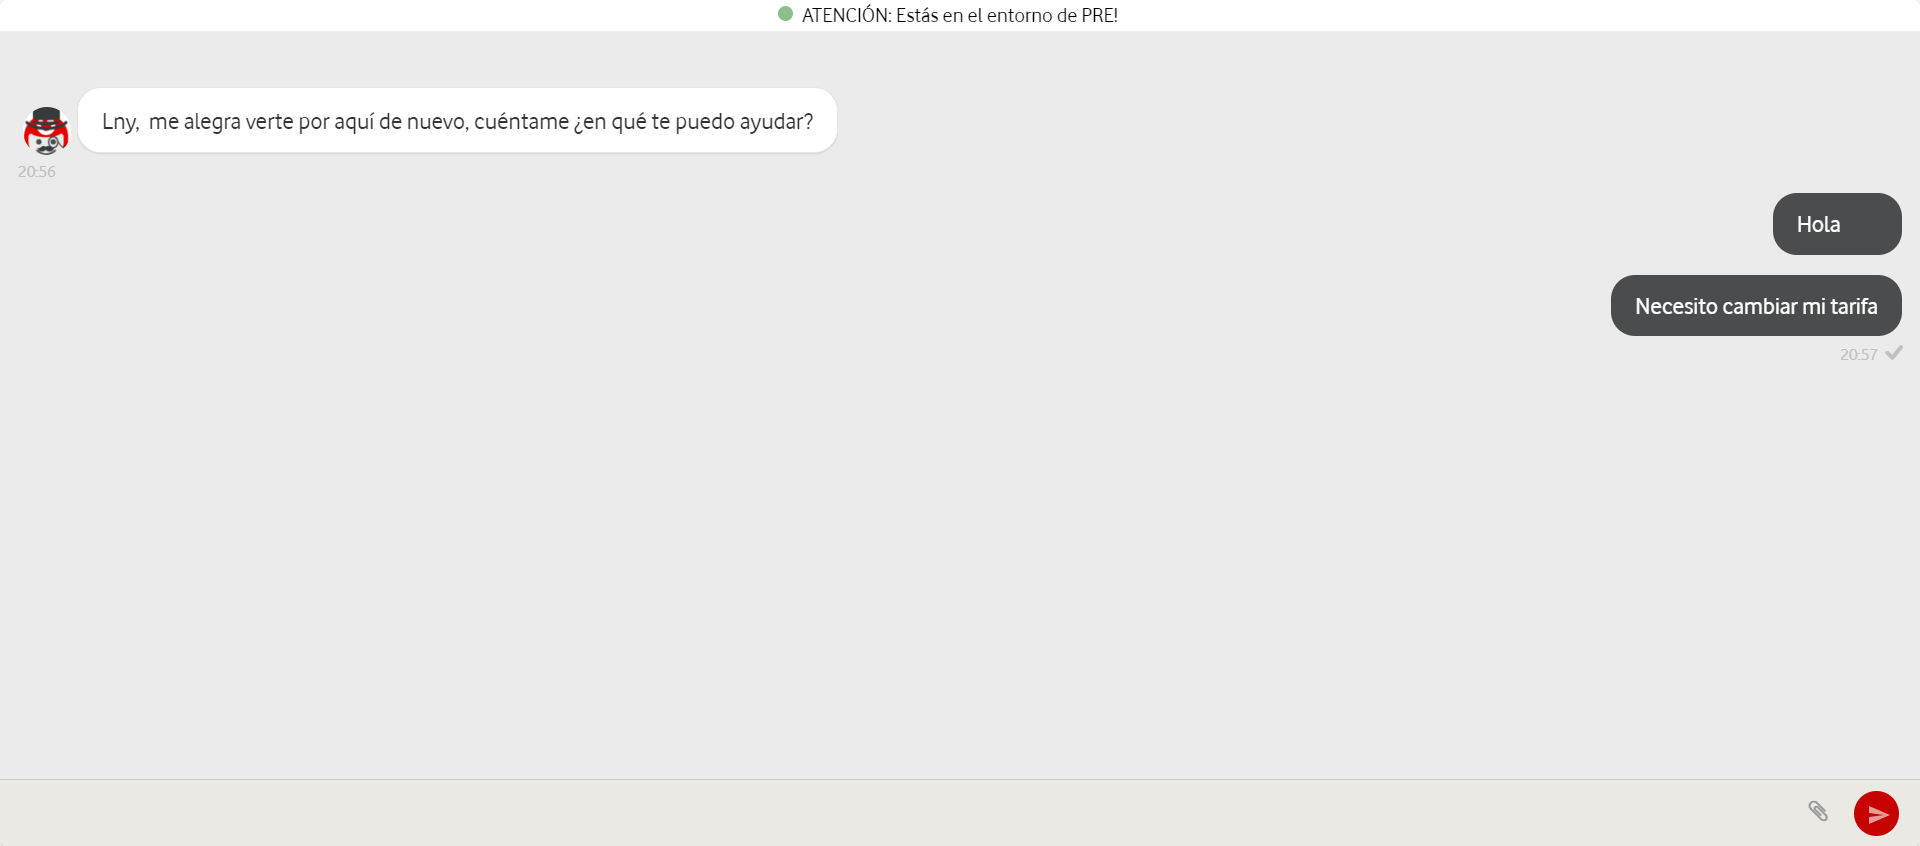 ATENCIÓN: Estás en el entorno de PRE!
Lny, me alegra verte por aquí de nuevo, cuéntame ¿en qué te puedo ayudar?
20:56
Hola
Necesito cambiar mi tarifa
20:57